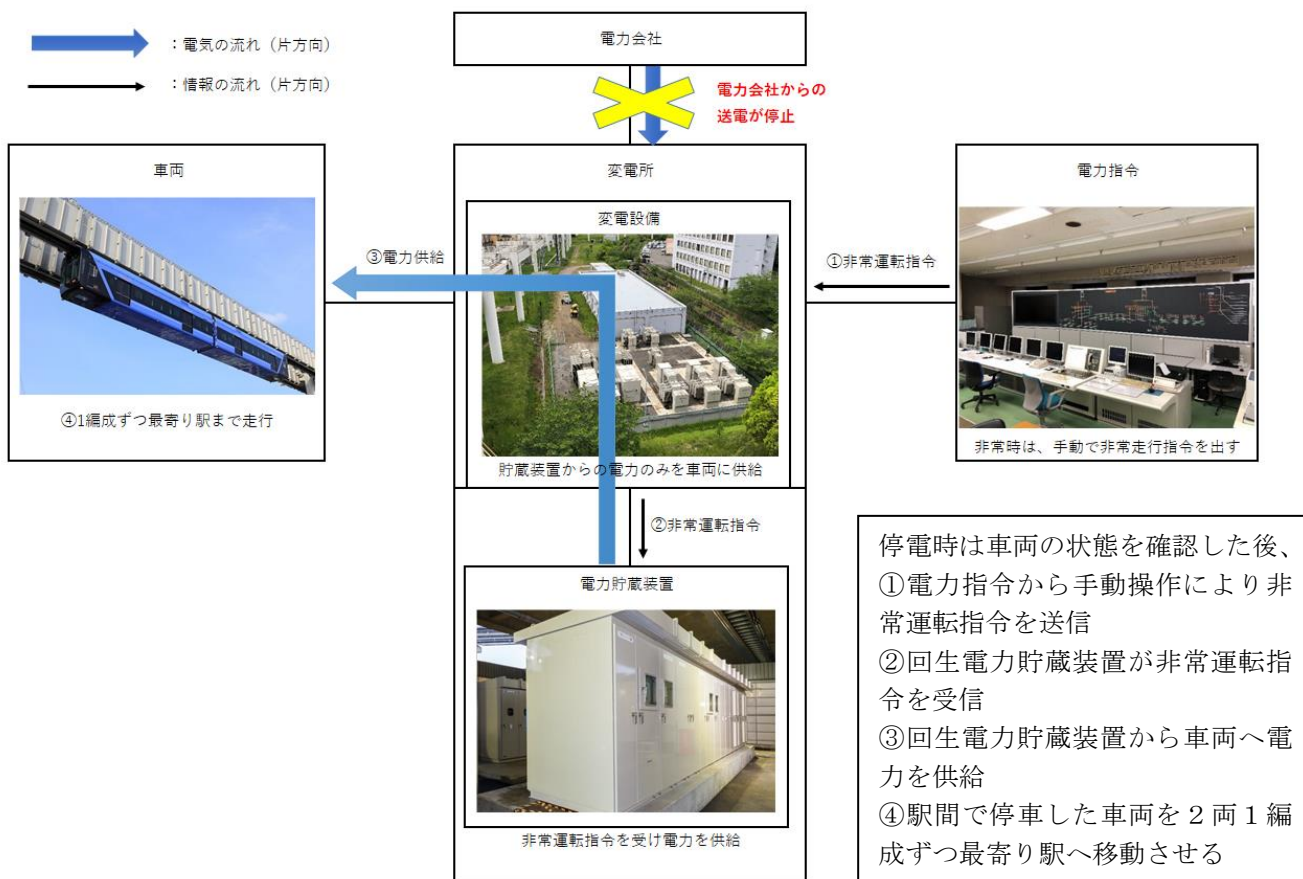 ：電気の流れ（片方向）
：情報の流れ（片方向）
電力会社
電力会社からの
送電が停止
車両
④1編成ずつ最寄り駅まで走行
③電力供給
変電所
変電設備
貯蔵装置からの電力のみを車両に供給
①非常運転指令
電力指令
非常時は、手動で非常走行指令を出す
②非常運転指令
電力貯蔵装置
非常運転指令を受け電力を供給
停電時は車両の状態を確認した後、
①電力指令から手動操作により非
常運転指令を送信
②回生電力貯蔵装置が非常運転指
令を受信
③回生電力貯蔵装置から車両へ電
力を供給
④駅間で停車した車両を２両１編
成ずつ最寄り駅へ移動させる